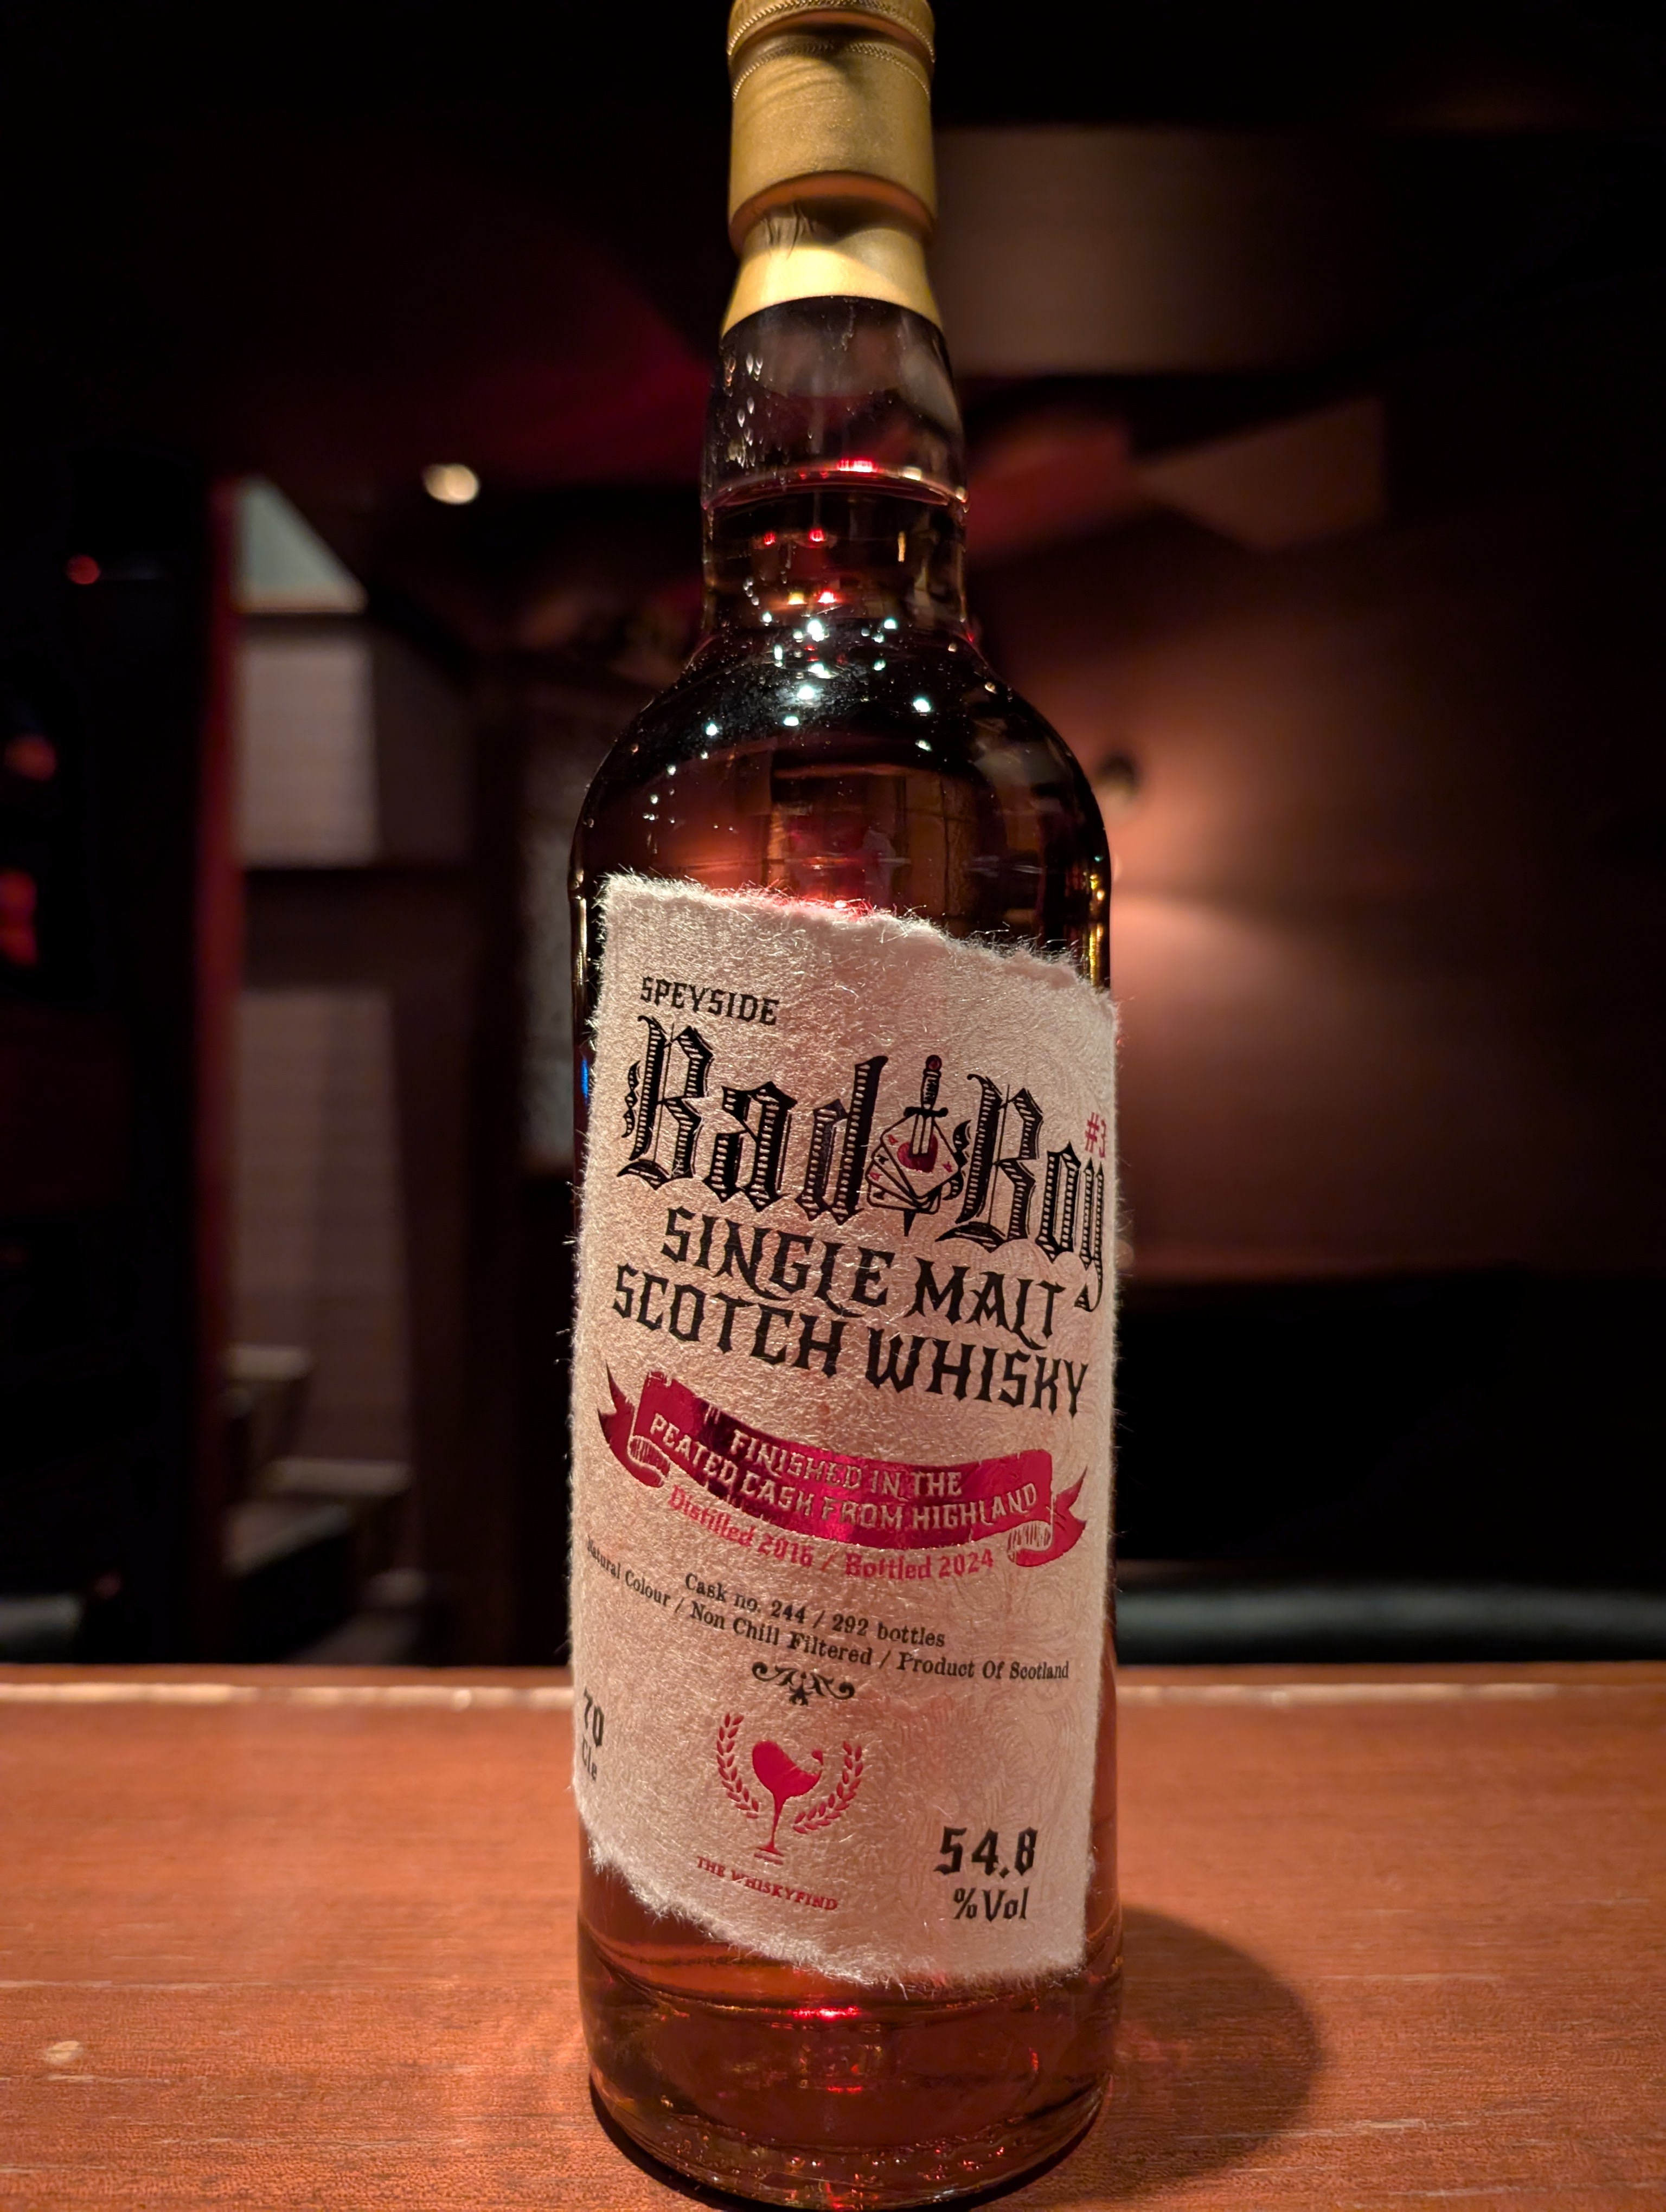 SPEYSIDE
Bad Boy #3
SINGLE MALT
SCOTCH WHISKY
FINISHED IN THE
PEATED CASK FROM HIGHLAND
Distilled 2016 / Bottled 2024
Cask no. 244 / 292 bottles
Natural Colour / Non Chill Filtered / Product Of Scotland
70
cle
THE WHISKYFIND
54.8
%Vol